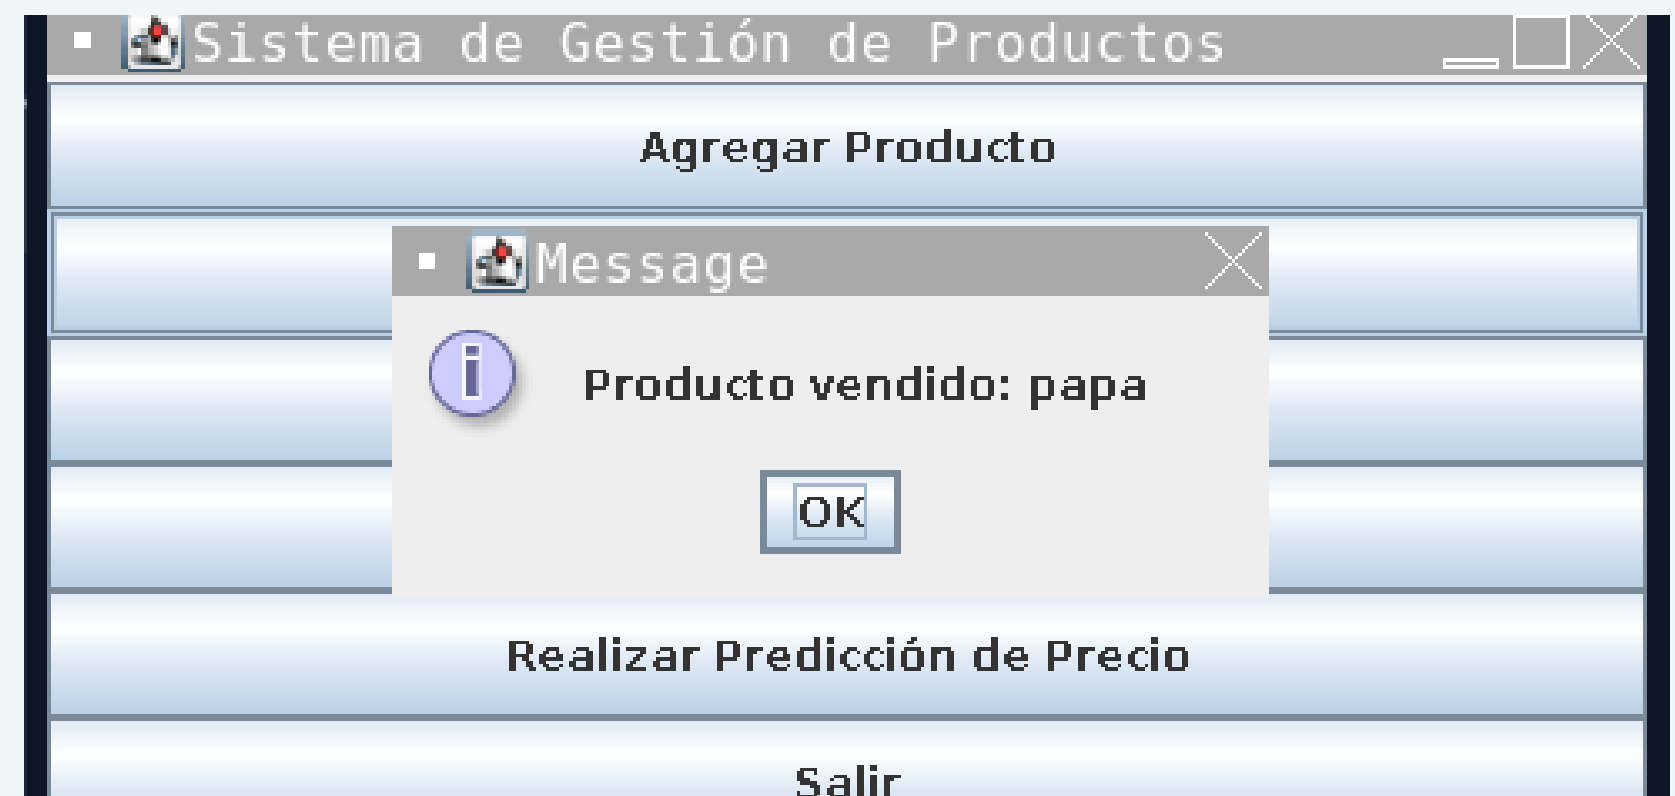 Sistema de Gestión de Productos
Agregar Producto
Message
Producto vendido: papa
OK
Realizar Predicción de Precio
Salir